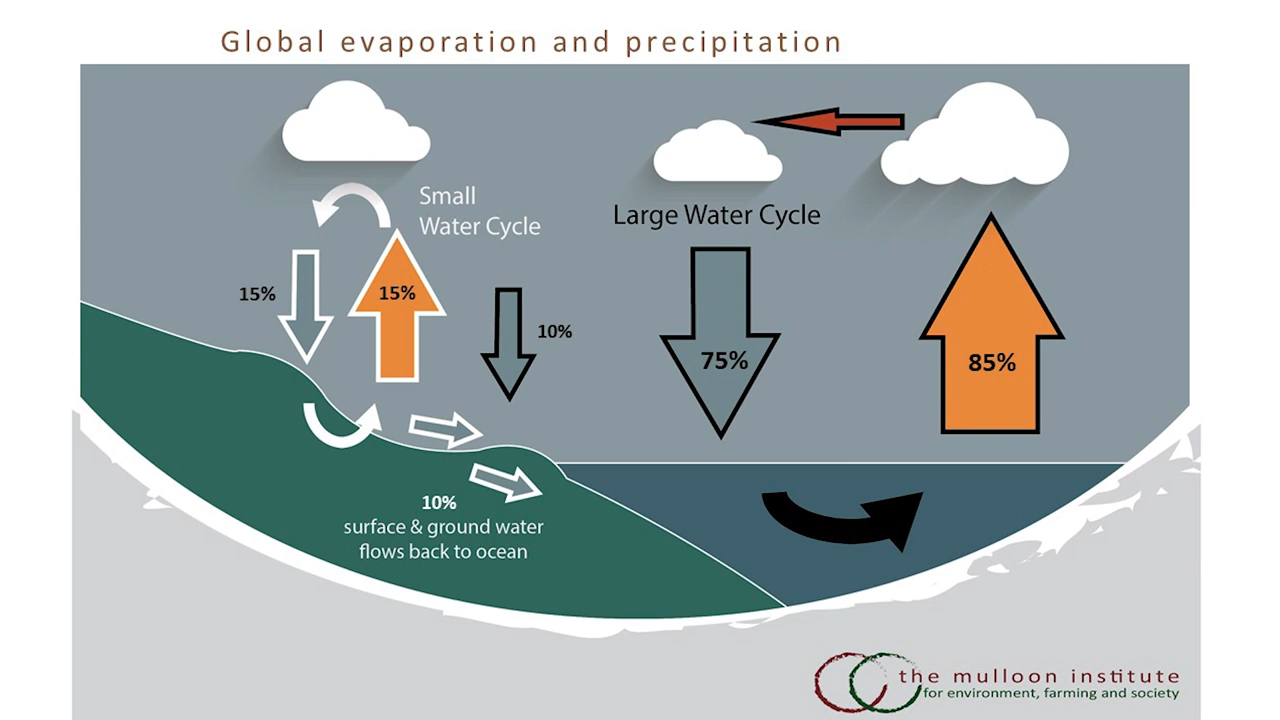 Global evaporation and precipitation
Small
Water Cycle
Large Water Cycle
15%
15%
10%
75%
85%
10%
surface & ground water
flows back to ocean
the mulloon institute
for environment, farming and society